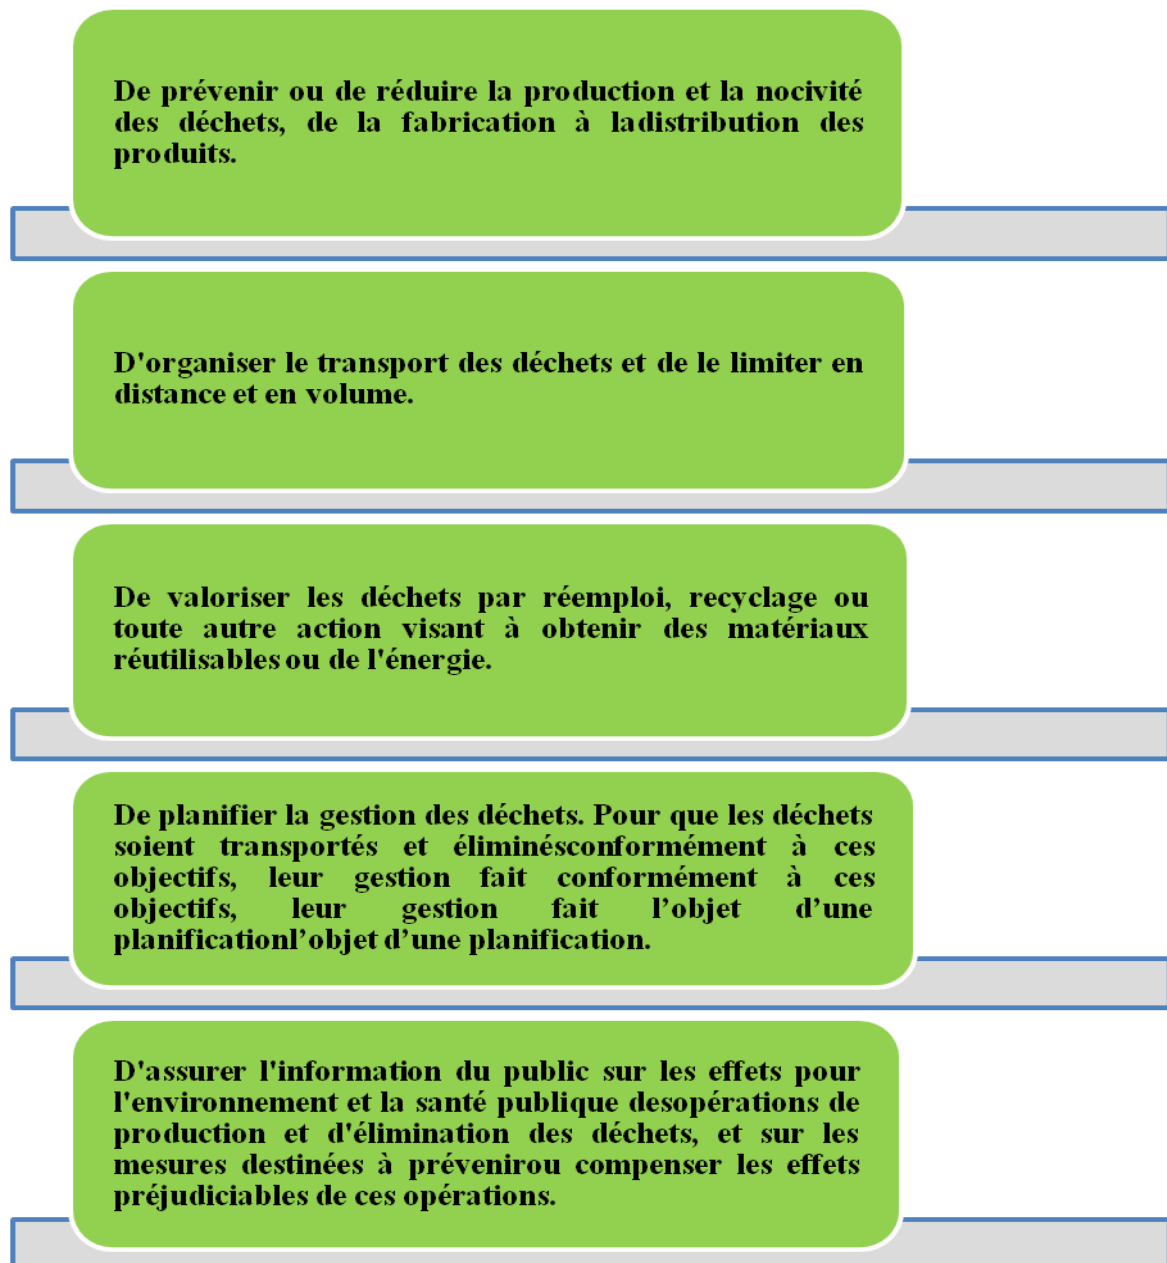 De prévenir ou de réduire la production et la nocivité
des déchets, de la fabrication à ladistribution des
produits.
D'organiser le transport des déchets et de le limiter en
distance et en volume.
De valoriser les déchets par réemploi, recyclage ou
toute autre action visant à obtenir des matériaux
réutilisables ou de l'énergie.
De planifier la gestion des déchets. Pour que les déchets
soient transportés et éliminésconformément à ces
objectifs, leur gestion fait conformément à ces
objectifs, leur gestion fait l’objet d’une
planificationl’objet d’une planification.
D'assurer l'information du public sur les effets pour
l'environnement et la santé publique desopérations de
production et d'élimination des déchets, et sur les
mesures destinées à prévenirou compenser les effets
préjudiciables de ces opérations.